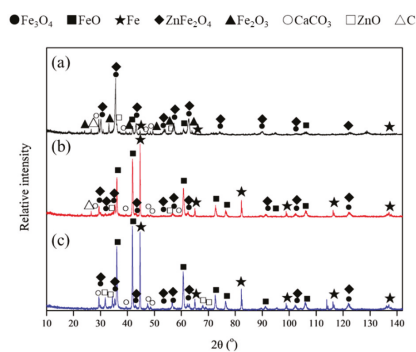 Fe₃O₄ FeO Fe ZnFe₂O₄ Fe₂O₃ CaCO₃ ZnO C
(a)
(b)
(c)
Relative intensity
10 20 30 40 50 60 70 80 90 100 110 120 130 140
2θ (°)